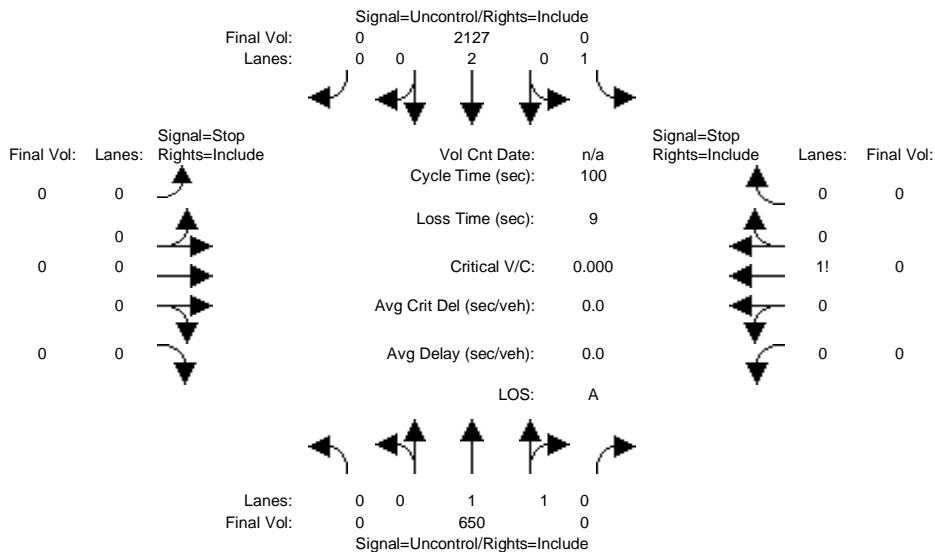 Signal=Uncontrol/Rights=Include
Final Vol: 0 2127 0
Lanes: 0 0 2 0 1
Signal=Stop Signal=Stop
Final Vol: Lanes: Rights=Include Vol Cnt Date: n/a Rights=Include Lanes: Final Vol:
Cycle Time (sec): 100
0 0 0 0
Loss Time (sec): 9
0 0
0 0 Critical V/C: 0.000 1! 0
0 Avg Crit Del (sec/veh): 0.0 0
0 0 Avg Delay (sec/veh): 0.0 0 0
LOS: A
Lanes: 0 0 1 1 0
Final Vol: 0 650 0
Signal=Uncontrol/Rights=Include